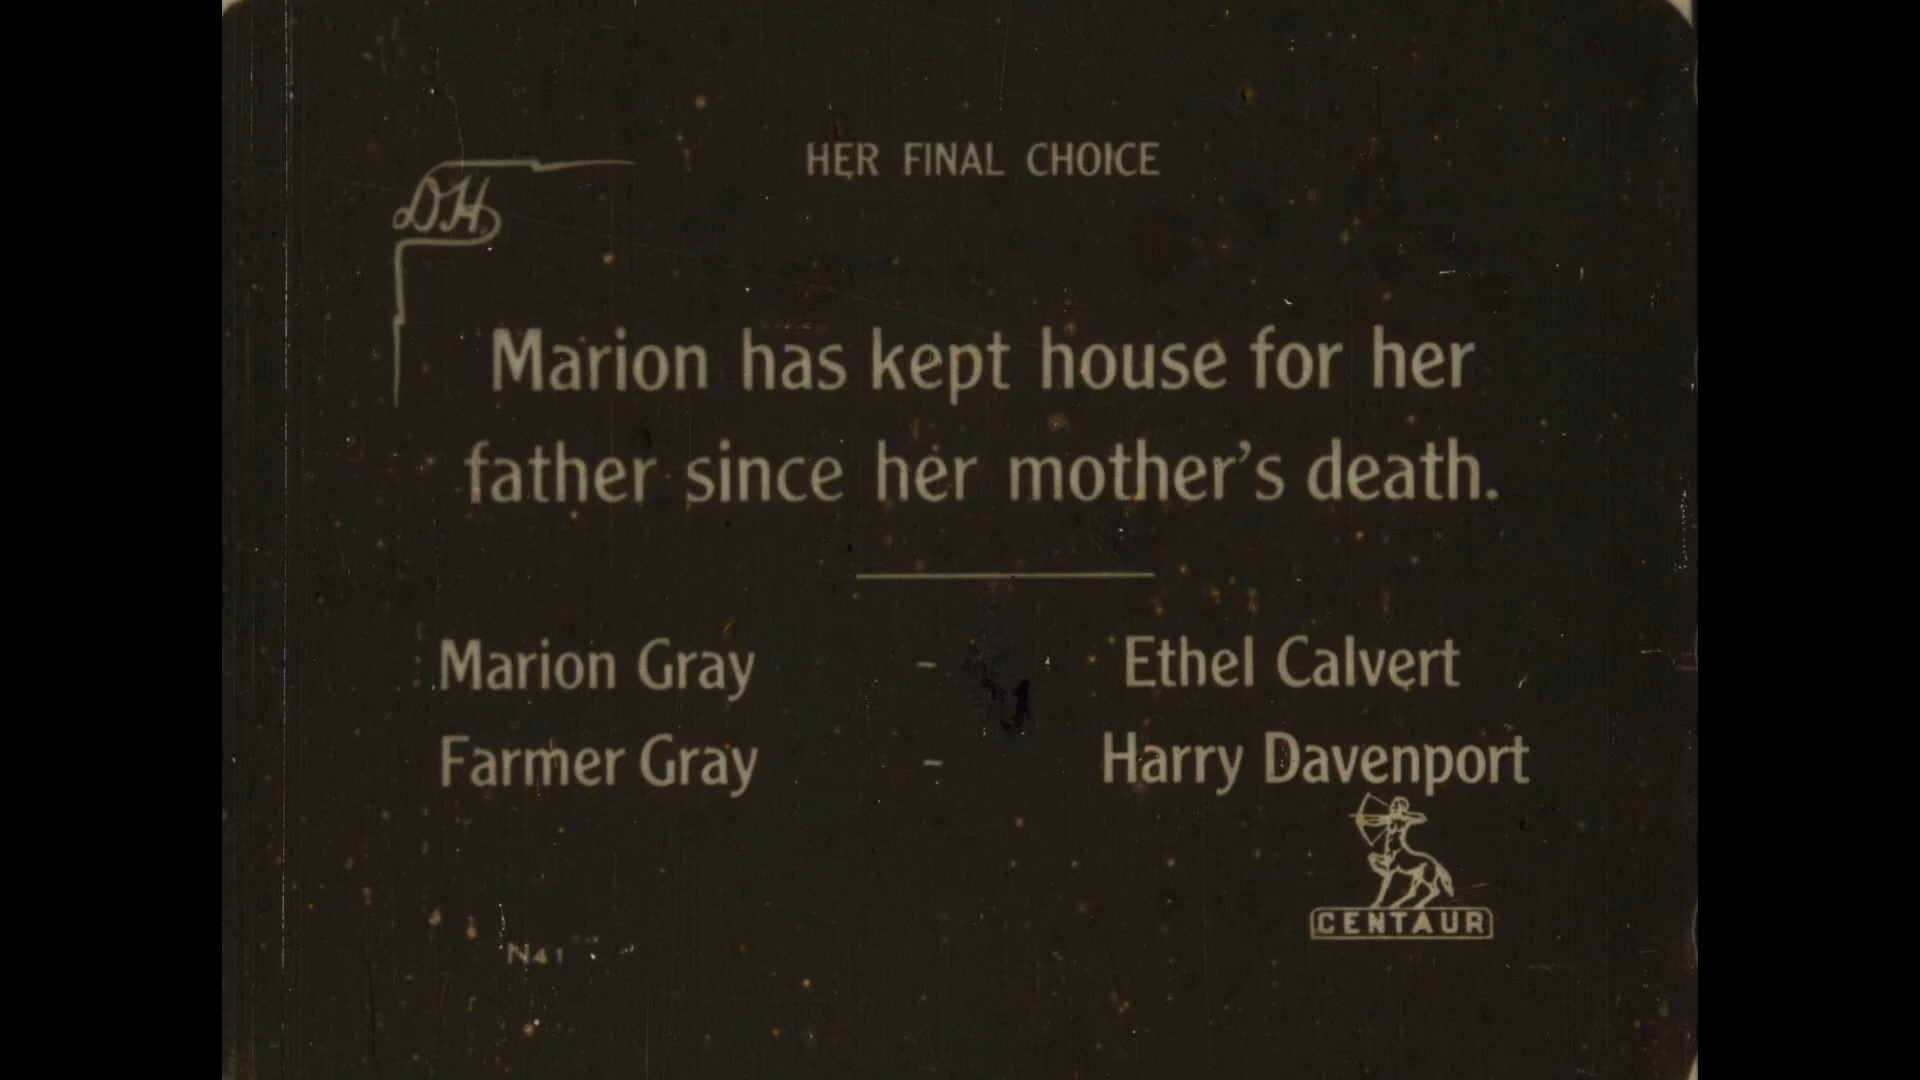 HER FINAL CHOICE
DH
Marion has kept house for her
father since her mother's death.
Marion Gray - Ethel Calvert
Farmer Gray - Harry Davenport
CENTAUR
N41